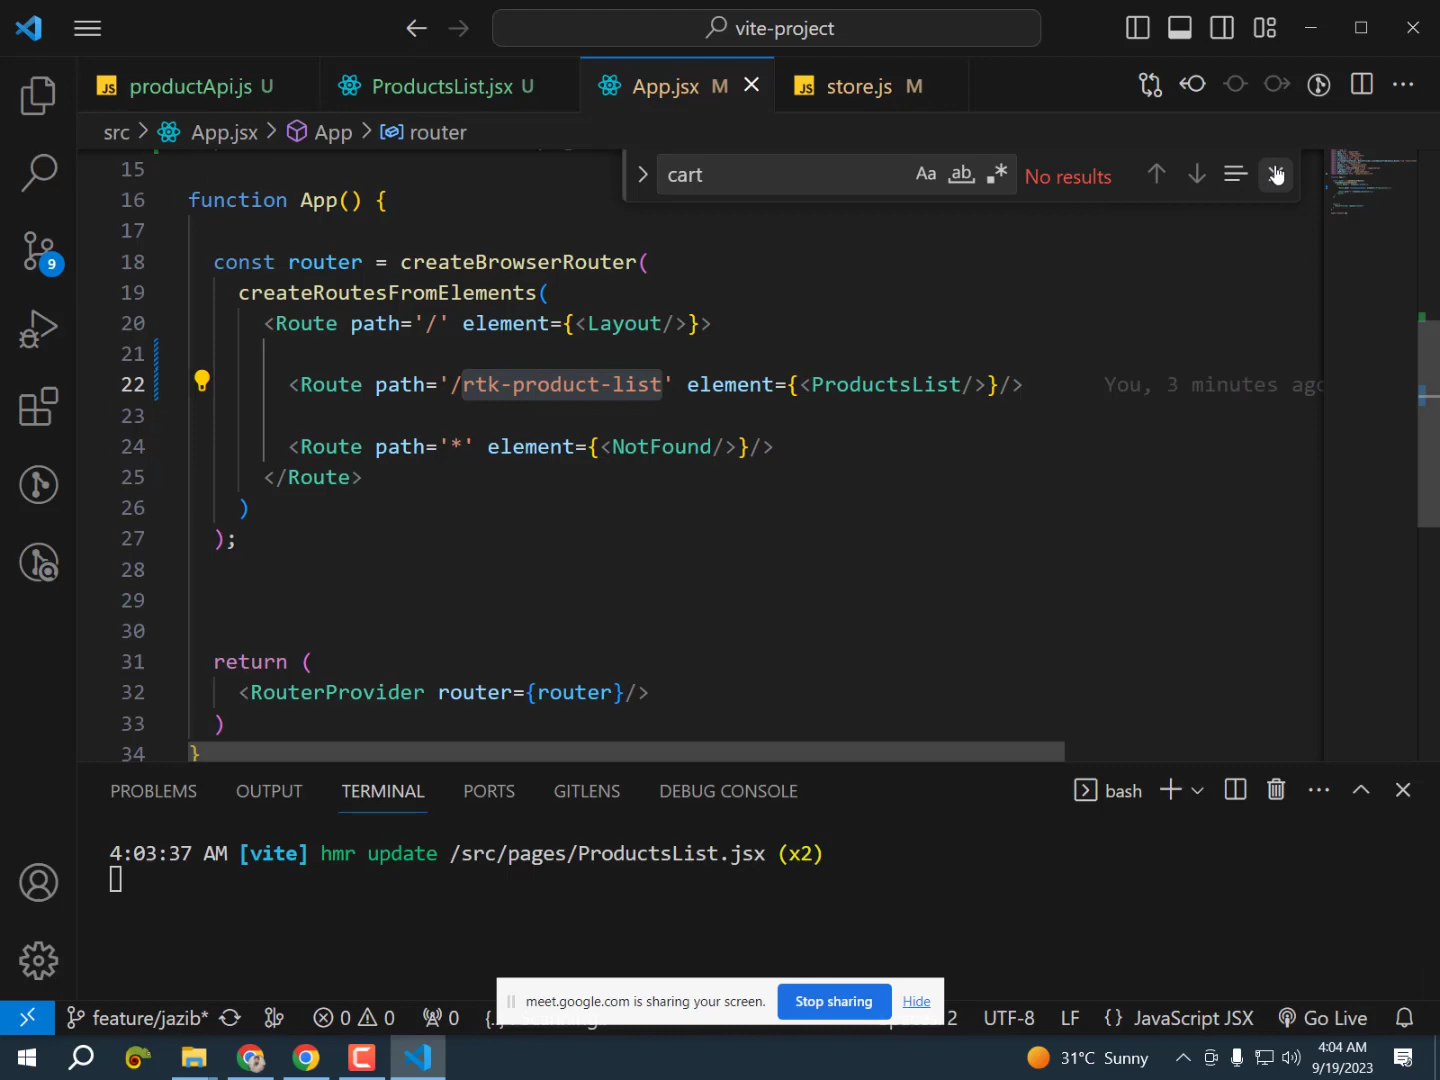 vite-project
JS productApi.js U
ProductsList.jsx U
App.jsx M
JS store.js M
src > App.jsx > App > router
cart Aa ab No results
15
16 function App() {
17
18 const router = createBrowserRouter(
19 createRoutesFromElements(
20 <Route path='/' element={<Layout/>}>
21
22 <Route path='/rtk-product-list' element={<ProductsList/>}/> You, 3 minutes ago
23
24 <Route path='*' element={<NotFound/>}/>
25 </Route>
26 )
27 );
28
29
30
31 return (
32 <RouterProvider router={router}/>
33 )
34 }
9
PROBLEMS OUTPUT TERMINAL PORTS GITLENS DEBUG CONSOLE bash
4:03:37 AM [vite] hmr update /src/pages/ProductsList.jsx (x2)
meet.google.com is sharing your screen. Stop sharing Hide
feature/jazib* 0 0 0 2 UTF-8 LF {} JavaScript JSX Go Live
31°C Sunny 4:04 AM
9/19/2023